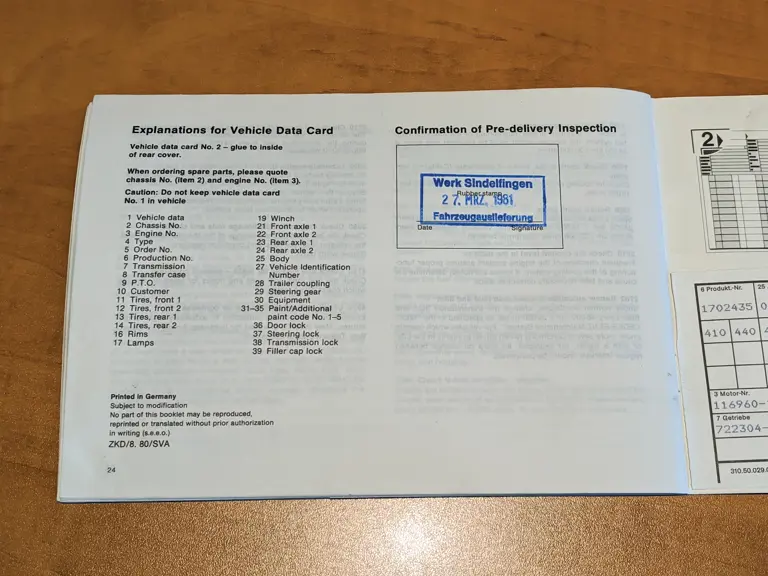 Explanations for Vehicle Data Card
Vehicle data card No. 2 – glue to inside
of rear cover.
When ordering spare parts, please quote
chassis No. (item 2) and engine No. (item 3).
Caution: Do not keep vehicle data card
No. 1 in vehicle
1 Vehicle data
2 Chassis No.
3 Engine No.
4 Type
5 Order No.
6 Production No.
7 Transmission
8 Transfer case
9 P.T.O.
10 Customer
11 Tires, front 1
12 Tires, front 2
13 Tires, rear 1
14 Tires, rear 2
16 Rims
17 Lamps
19 Winch
21 Front axle 1
22 Front axle 2
23 Rear axle 1
24 Rear axle 2
25 Body
27 Vehicle Identification
Number
28 Trailer coupling
29 Steering gear
30 Equipment
31–35 Paint/Additional
paint code No. 1–5
36 Door lock
37 Steering lock
38 Transmission lock
39 Filler cap lock
Printed in Germany
Subject to modification
No part of this booklet may be reproduced,
reprinted or translated without prior authorization
in writing (s.e.e.o.)
ZKD/8. 80/SVA
24
Confirmation of Pre-delivery Inspection
Werk Sindelfingen
Rubber stamp
27. MRZ. 1981
Fahrzeugauslieferung
Date Signature
2
6 Produkt.-Nr. 25
1702435 0
410 440 4
3 Motor-Nr.
116960-
7 Getriebe
722304-
310.50.029.0